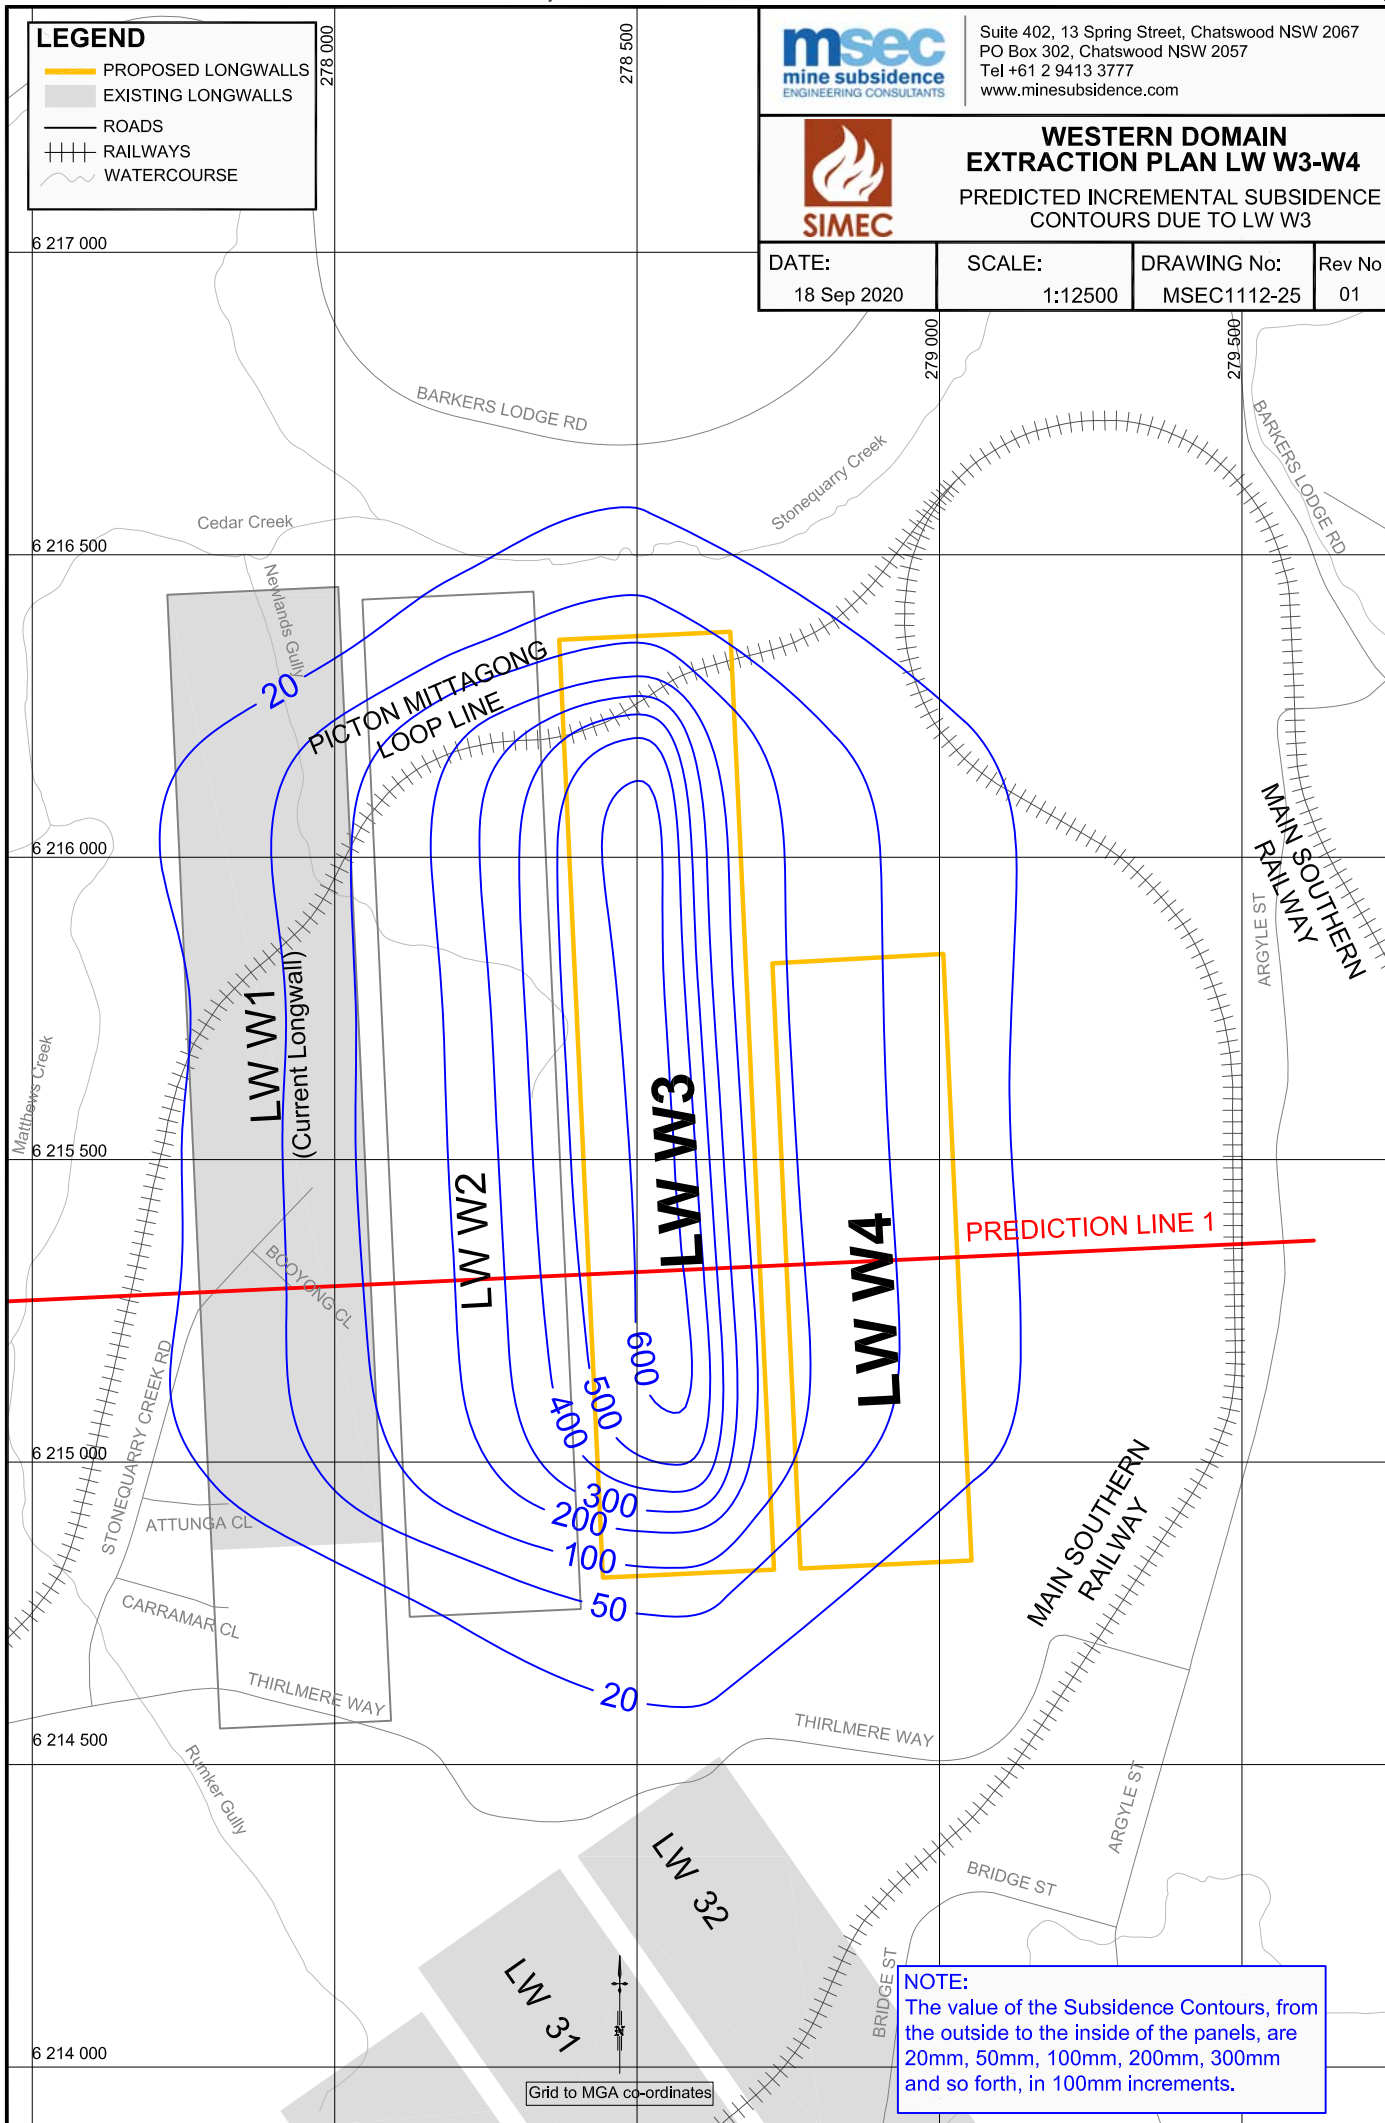 LEGEND
PROPOSED LONGWALLS
EXISTING LONGWALLS
ROADS
RAILWAYS
WATERCOURSE
278 000
278 500
msec
mine subsidence
ENGINEERING CONSULTANTS
Suite 402, 13 Spring Street, Chatswood NSW 2067
PO Box 302, Chatswood NSW 2057
Tel +61 2 9413 3777
www.minesubsidence.com
SIMEC
WESTERN DOMAIN
EXTRACTION PLAN LW W3-W4
PREDICTED INCREMENTAL SUBSIDENCE
CONTOURS DUE TO LW W3
DATE:
18 Sep 2020
SCALE:
1:12500
DRAWING No:
MSEC1112-25
Rev No
01
6 217 000
279 000
279 500
BARKERS LODGE RD
BARKERS LODGE RD
Stonequarry Creek
Cedar Creek
6 216 500
Newlands Gully
20
PICTON MITTAGONG
LOOP LINE
MAIN SOUTHERN
RAILWAY
6 216 000
ARGYLE ST
LW W1
(Current Longwall)
Matthews Creek
LW W3
6 215 500
LW W2
LW W4
PREDICTION LINE 1
BOOYONG CL
STONEQUARRY CREEK RD
600
500
400
6 215 000
300
200
100
50
20
ATTUNGA CL
CARRAMAR CL
MAIN SOUTHERN
RAILWAY
THIRLMERE WAY
THIRLMERE WAY
6 214 500
Rumker Gully
ARGYLE ST
LW 32
BRIDGE ST
LW 31
BRIDGE ST
N
6 214 000
Grid to MGA co-ordinates
NOTE:
The value of the Subsidence Contours, from
the outside to the inside of the panels, are
20mm, 50mm, 100mm, 200mm, 300mm
and so forth, in 100mm increments.